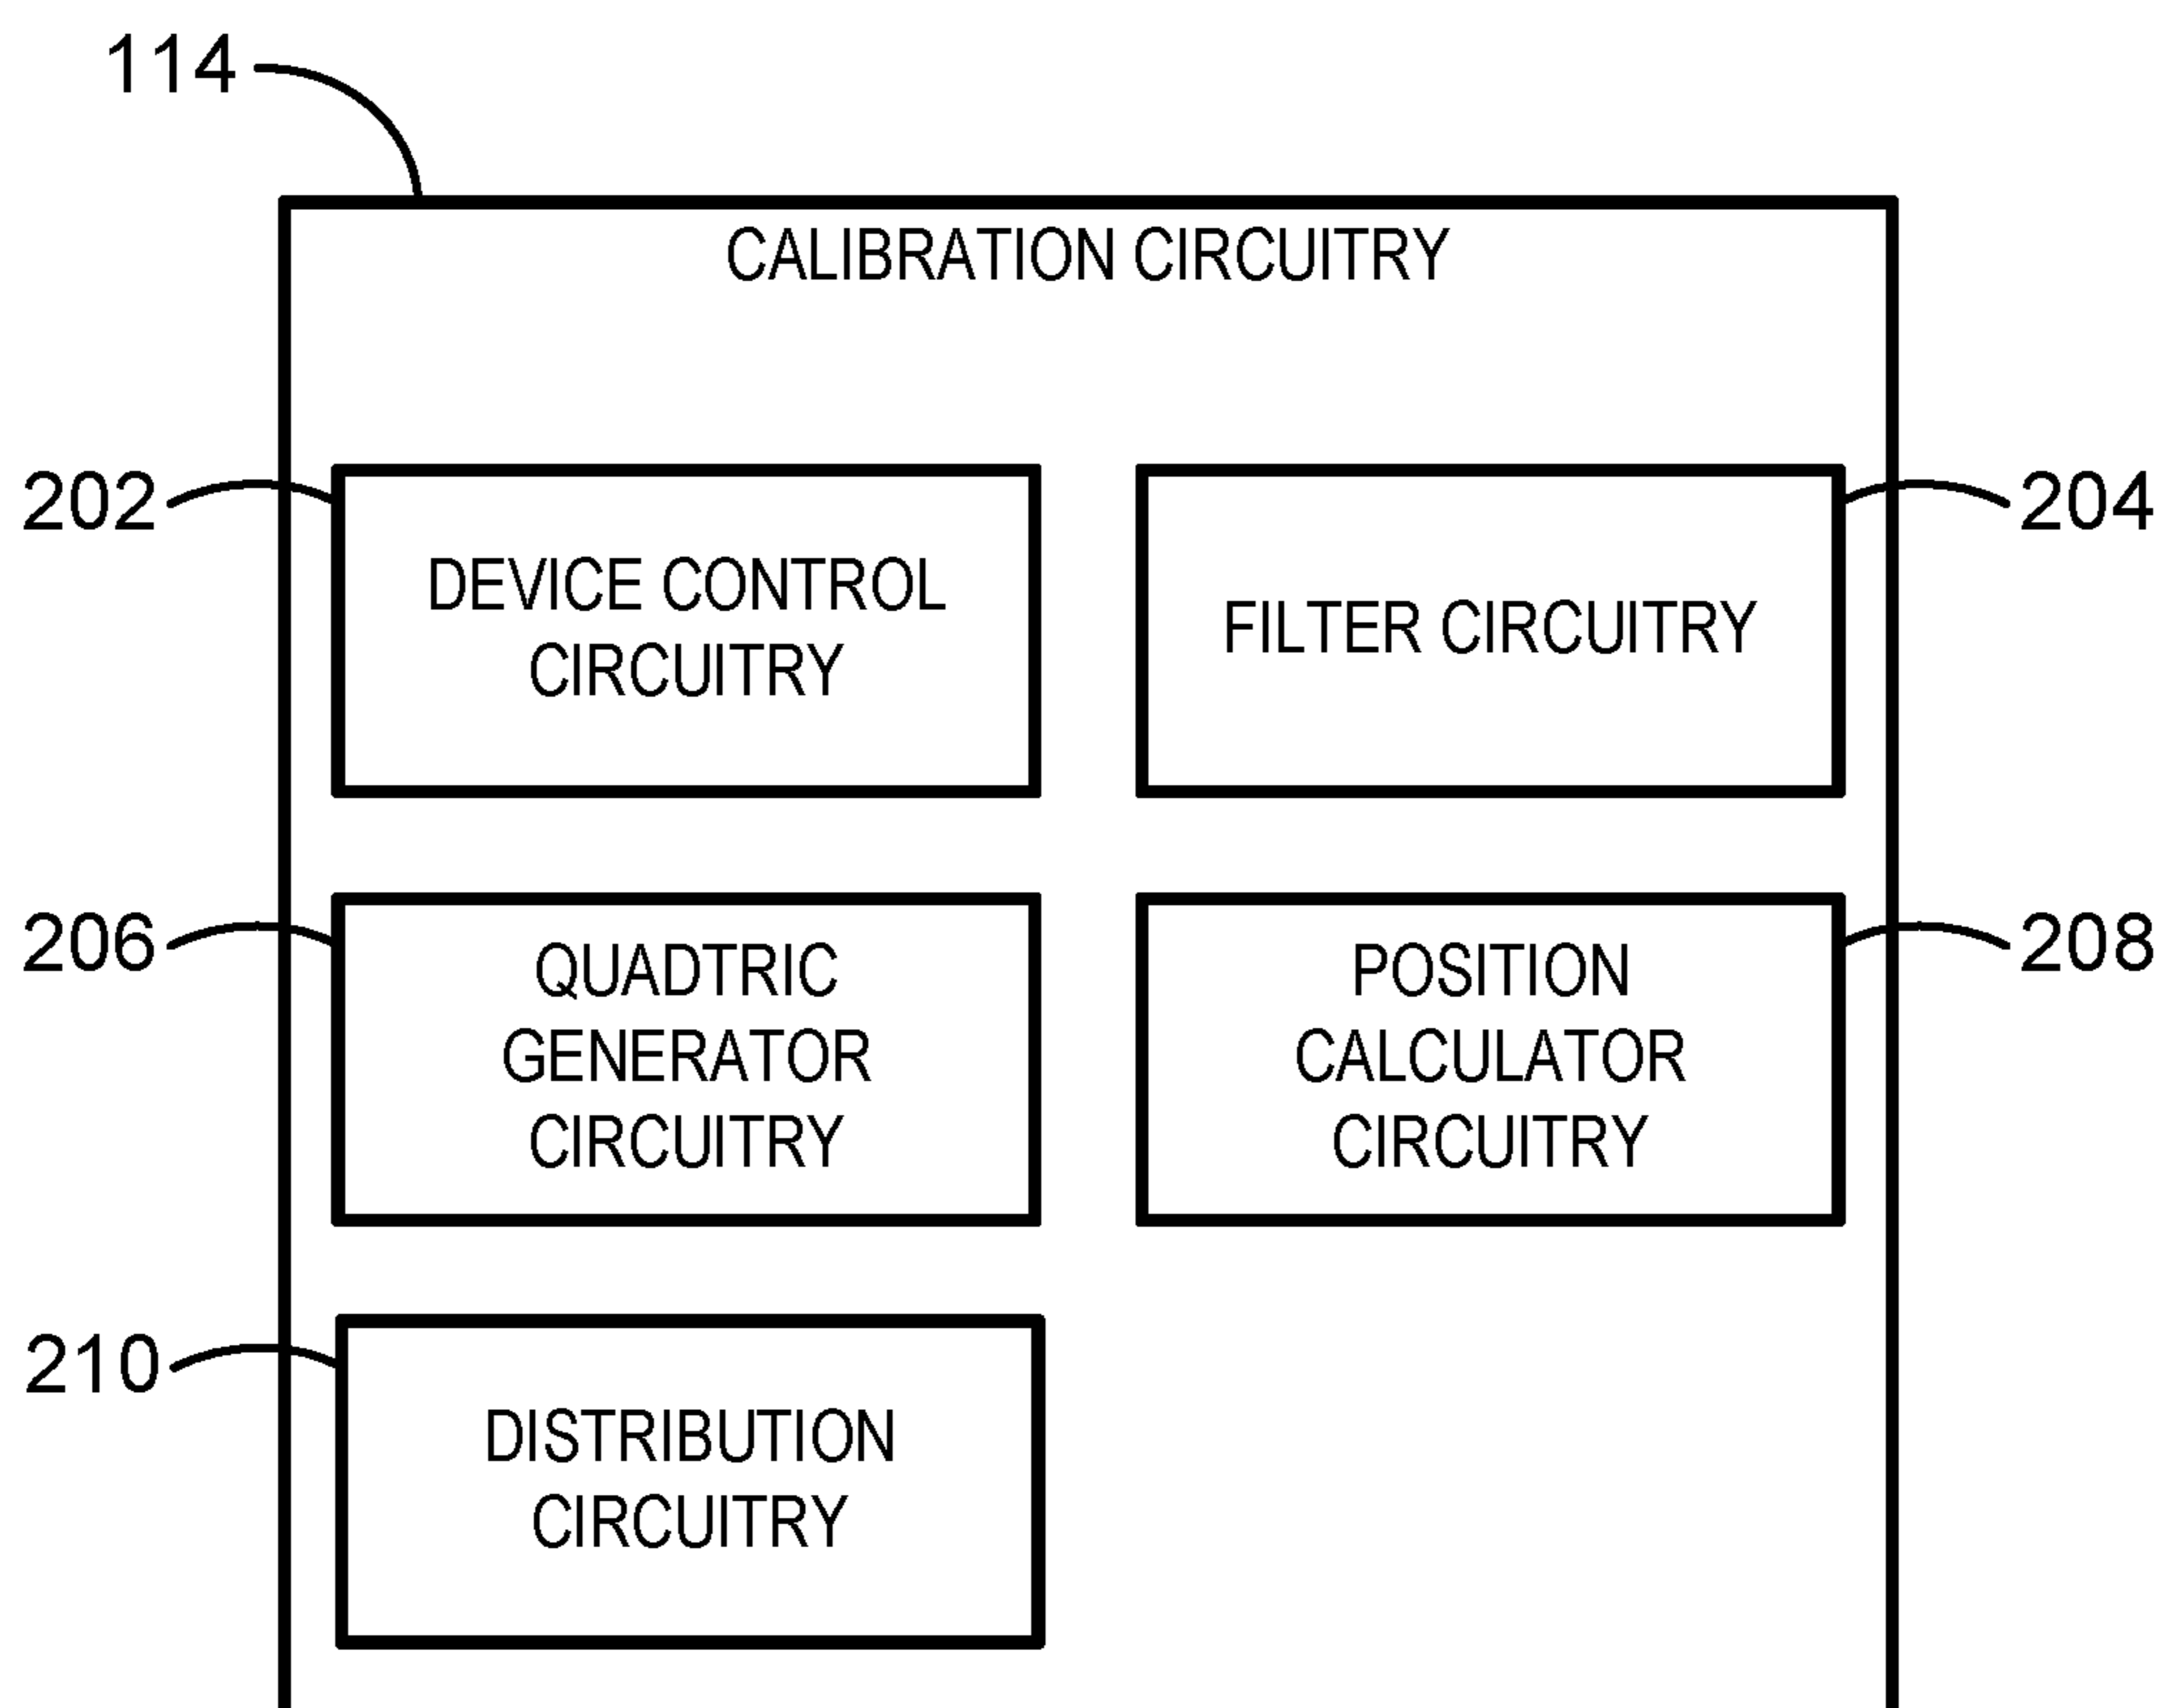 114
CALIBRATION CIRCUITRY
202
DEVICE CONTROL
CIRCUITRY
204
FILTER CIRCUITRY
206
QUADTRIC
GENERATOR
CIRCUITRY
208
POSITION
CALCULATOR
CIRCUITRY
210
DISTRIBUTION
CIRCUITRY